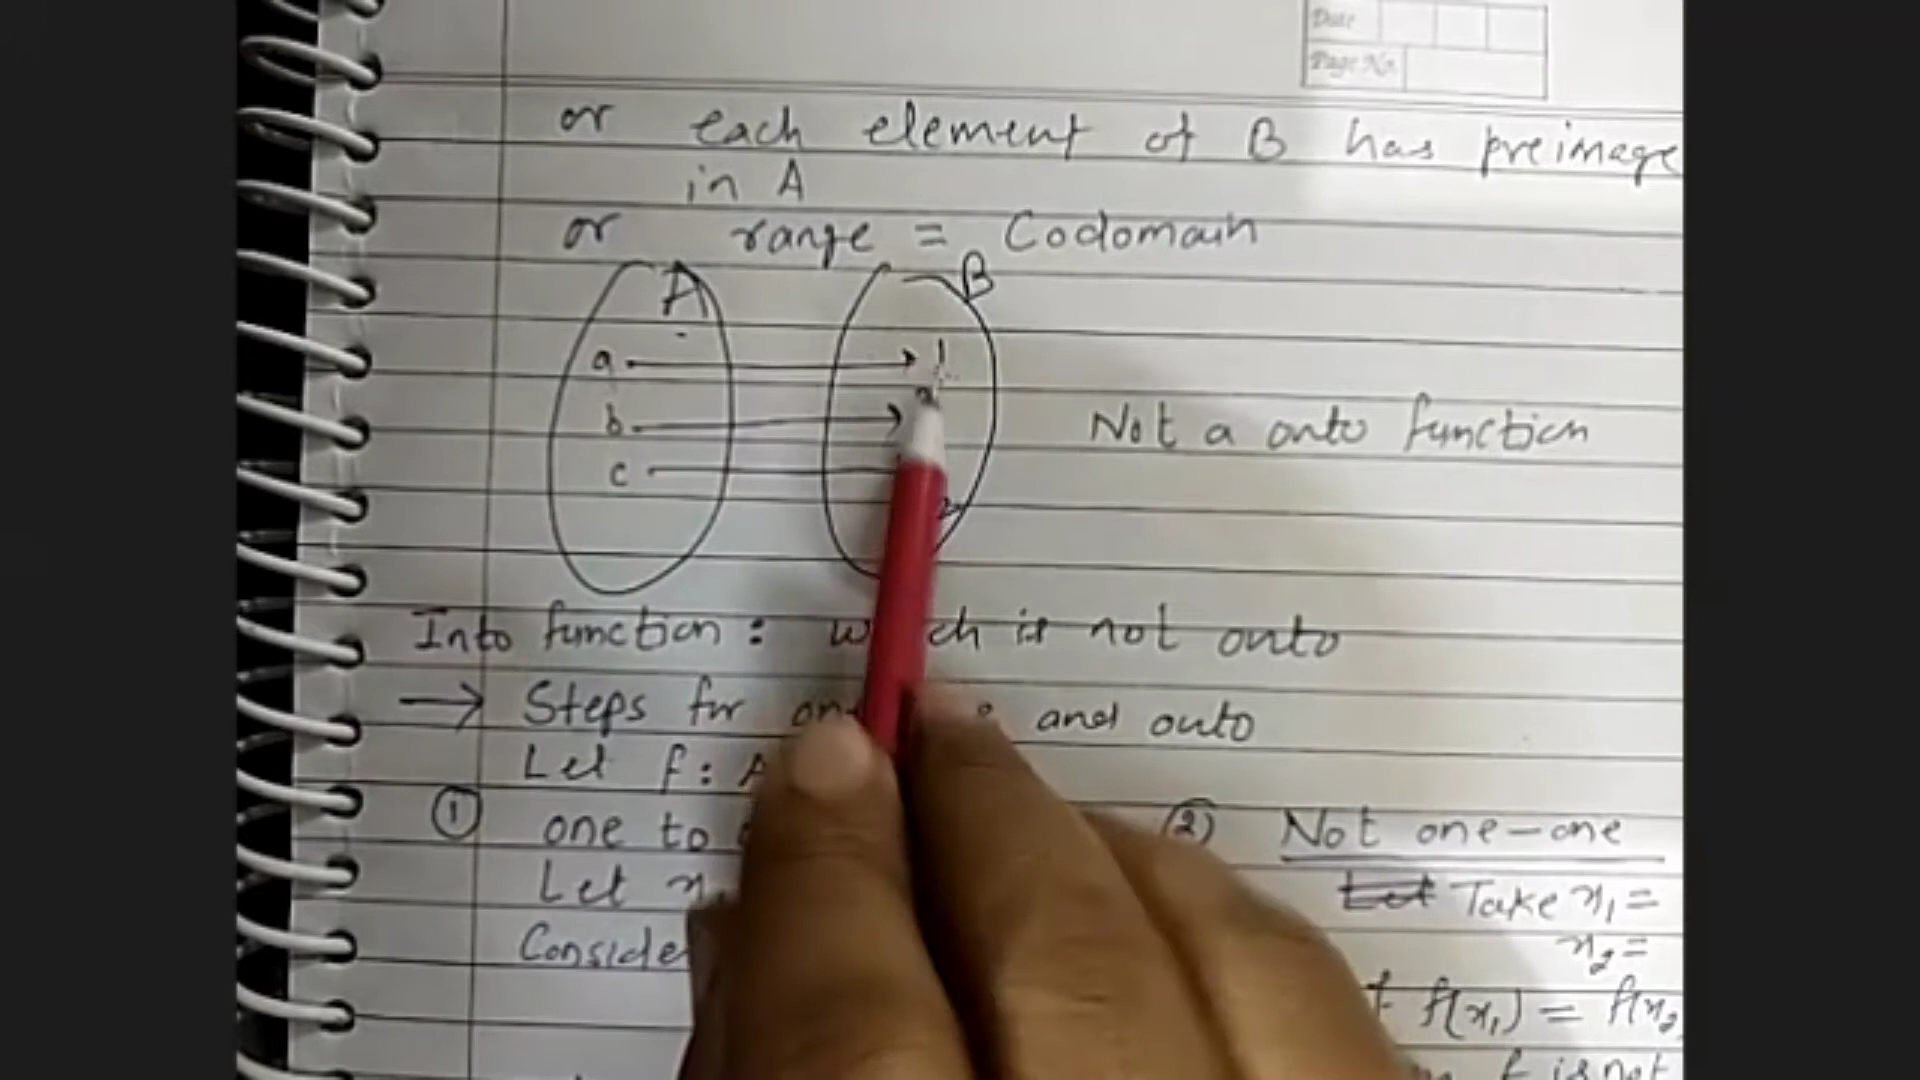 Date
Page No.
or each element of B has preimage
in A
or range = Codomain
A B
a 1
b
c
Not a onto function
Into function : which is not onto
→ Steps for and onto
Let f: A
① one to
Let x
Conside
② Not one-one
Take x₁ =
x₂ =
f(x₁) = f(x₂
f is not